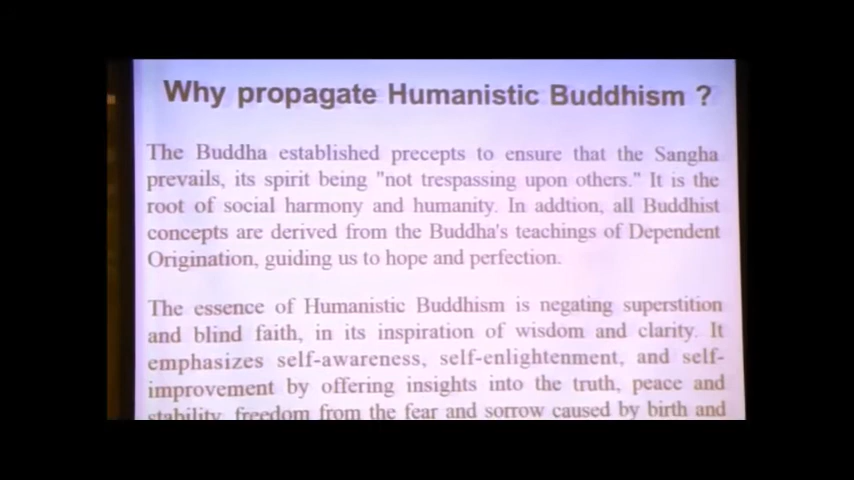 Why propagate Humanistic Buddhism ?
The Buddha established precepts to ensure that the Sangha
prevails, its spirit being "not trespassing upon others." It is the
root of social harmony and humanity. In addtion, all Buddhist
concepts are derived from the Buddha's teachings of Dependent
Origination, guiding us to hope and perfection.
The essence of Humanistic Buddhism is negating superstition
and blind faith, in its inspiration of wisdom and clarity. It
emphasizes self-awareness, self-enlightenment, and self-
improvement by offering insights into the truth, peace and
stability, freedom from the fear and sorrow caused by birth and